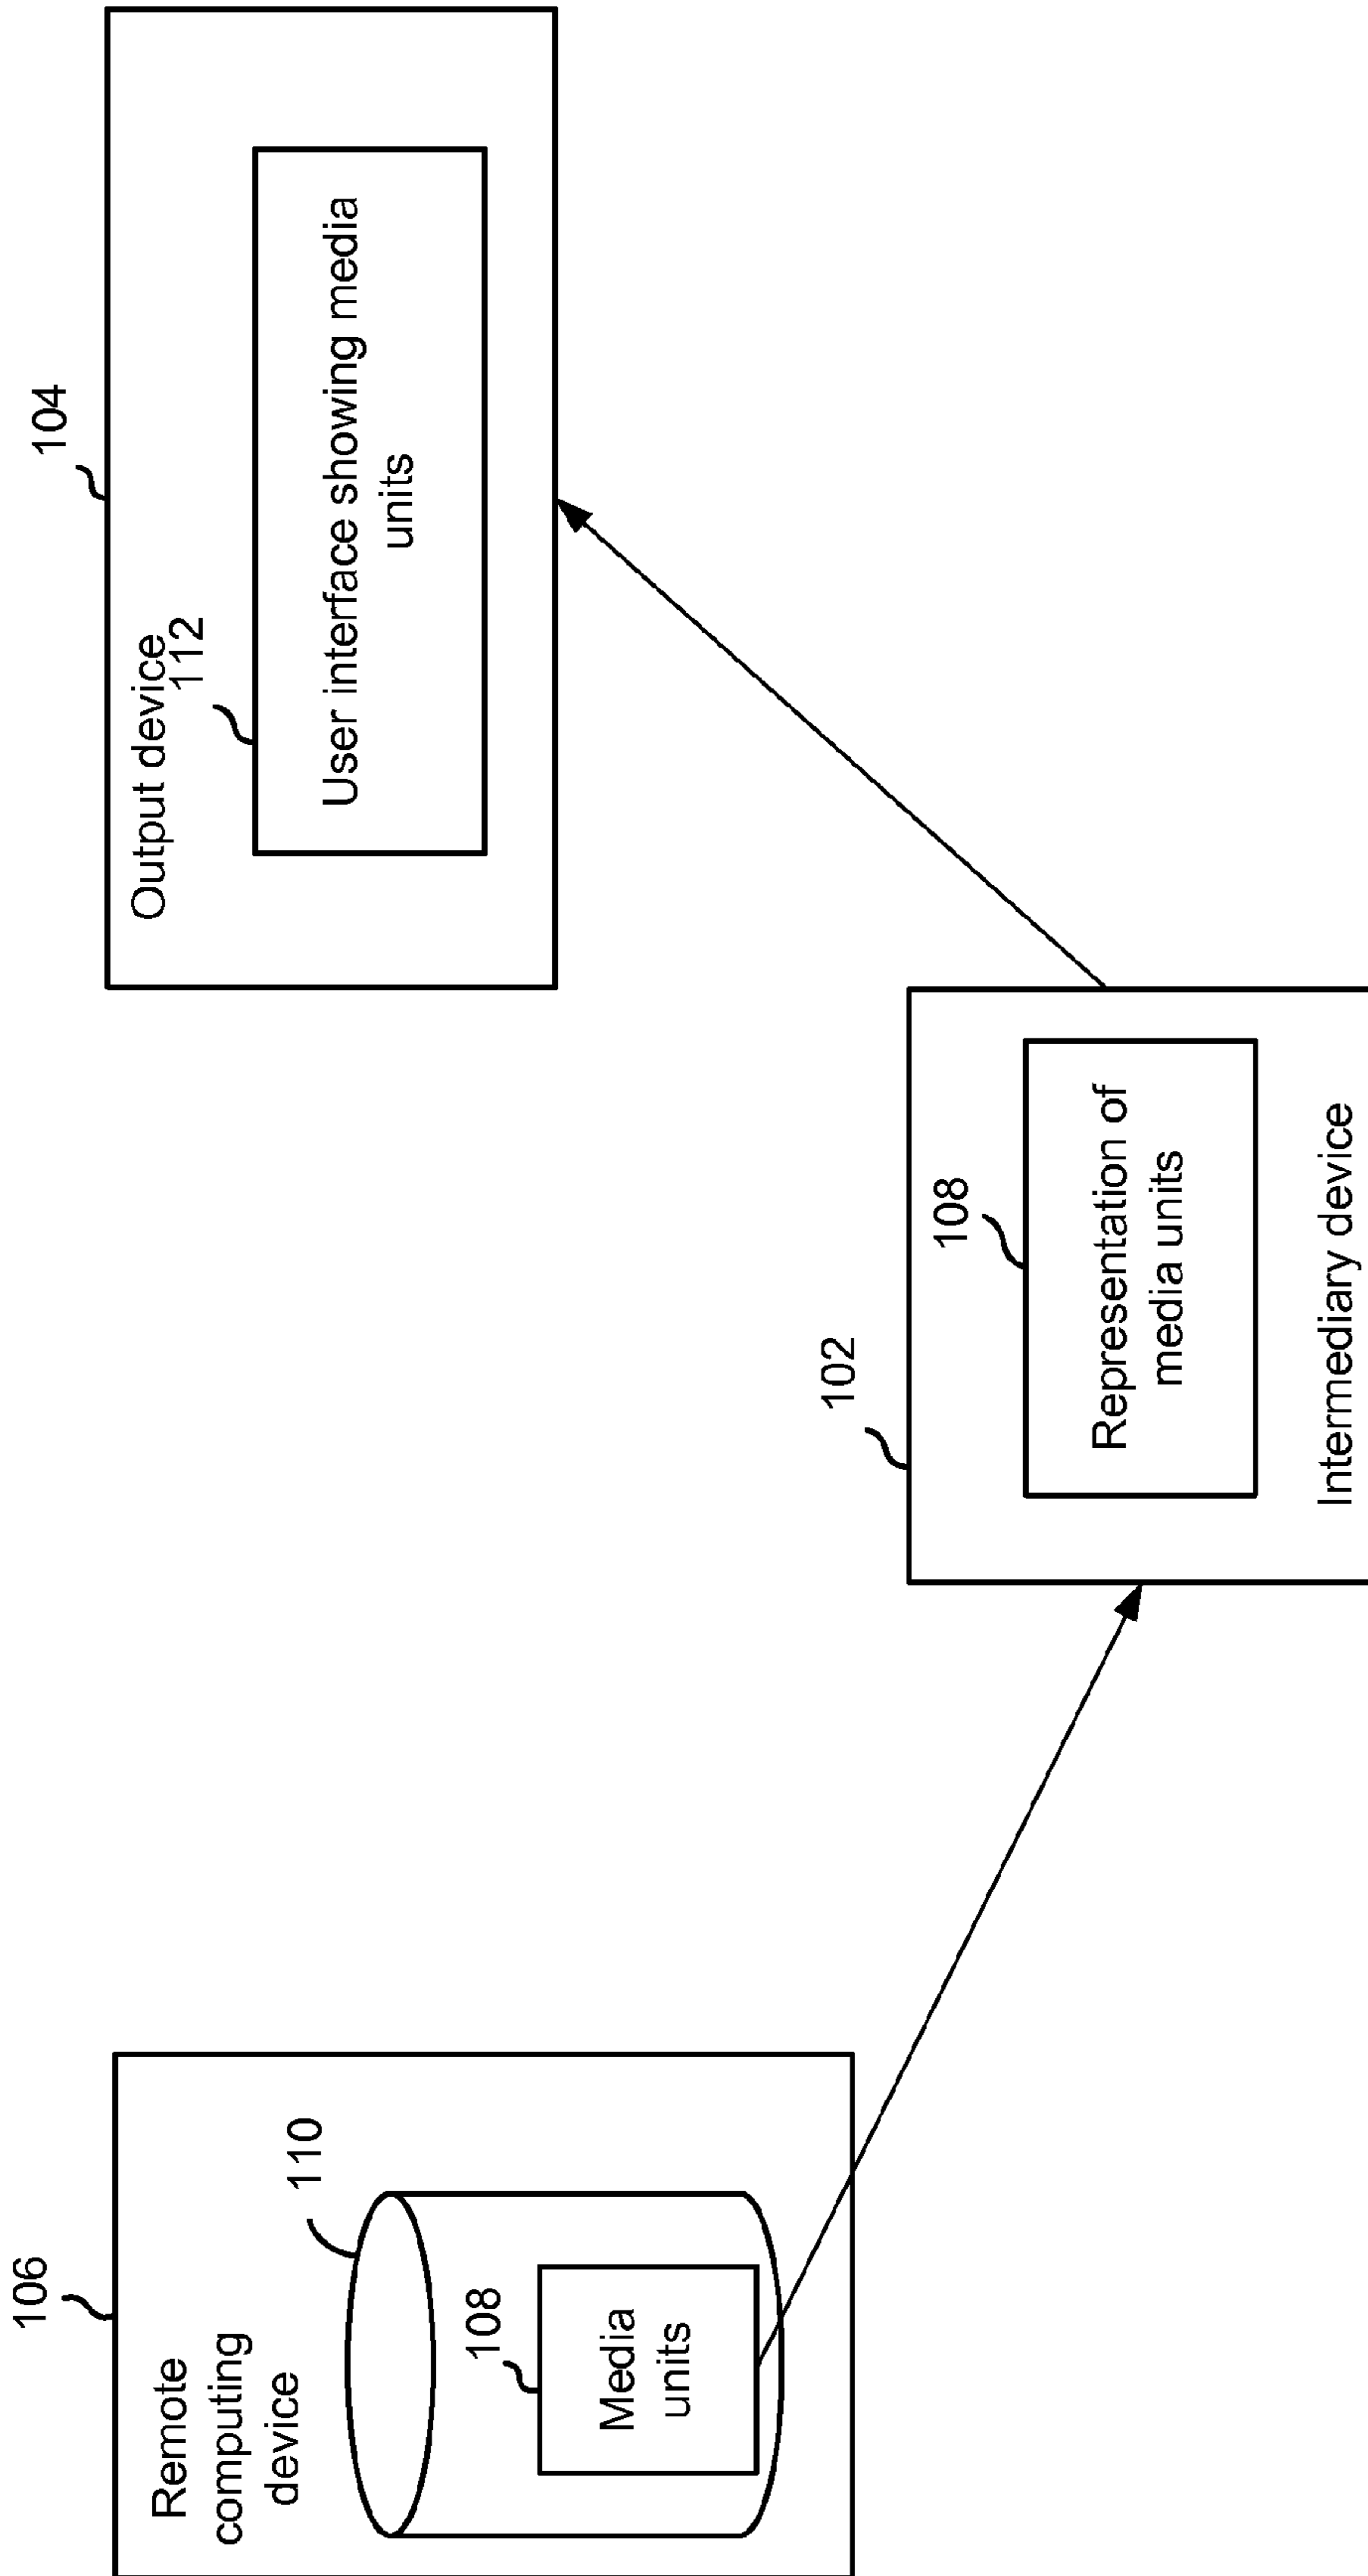 106
Remote
computing
device
110
108
Media
units
102
108
Representation of
media units
Intermediary device
104
Output device
112
User interface showing media
units